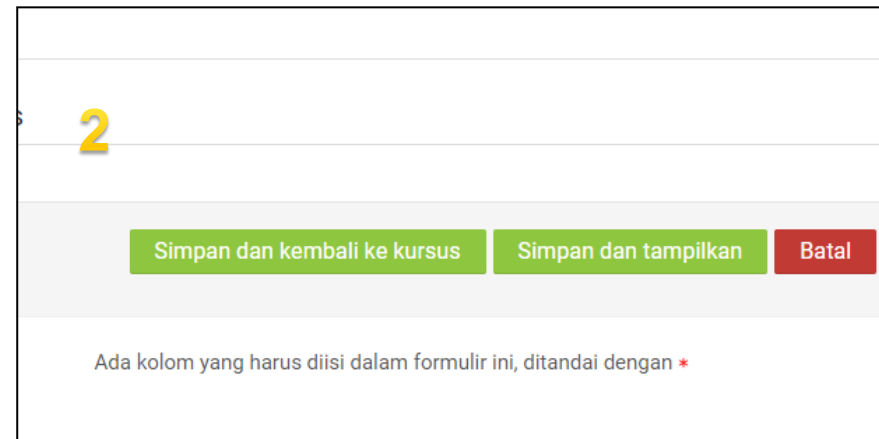 s
2
Simpan dan kembali ke kursus Simpan dan tampilkan Batal
Ada kolom yang harus diisi dalam formulir ini, ditandai dengan *